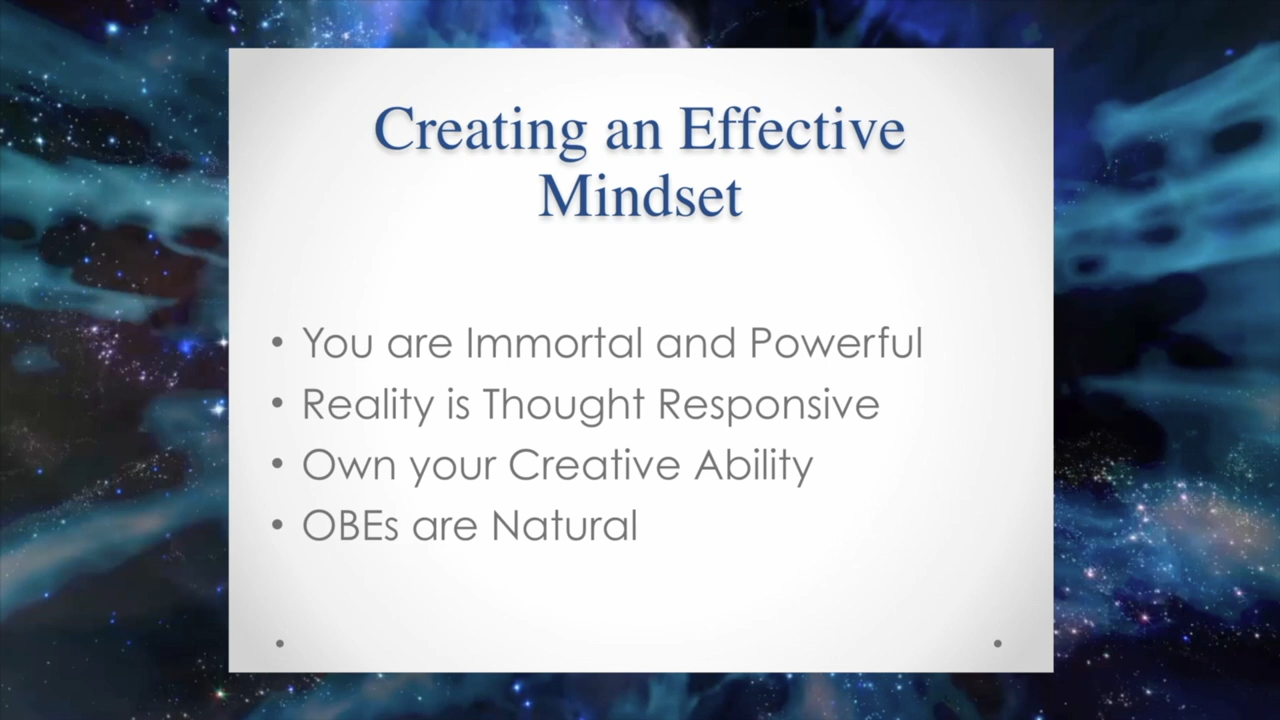 Creating an Effective
Mindset
• You are Immortal and Powerful
• Reality is Thought Responsive
• Own your Creative Ability
• OBEs are Natural